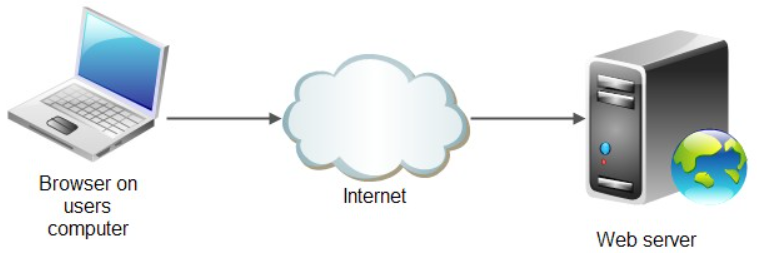 Browser on
users
computer
Internet
Web server